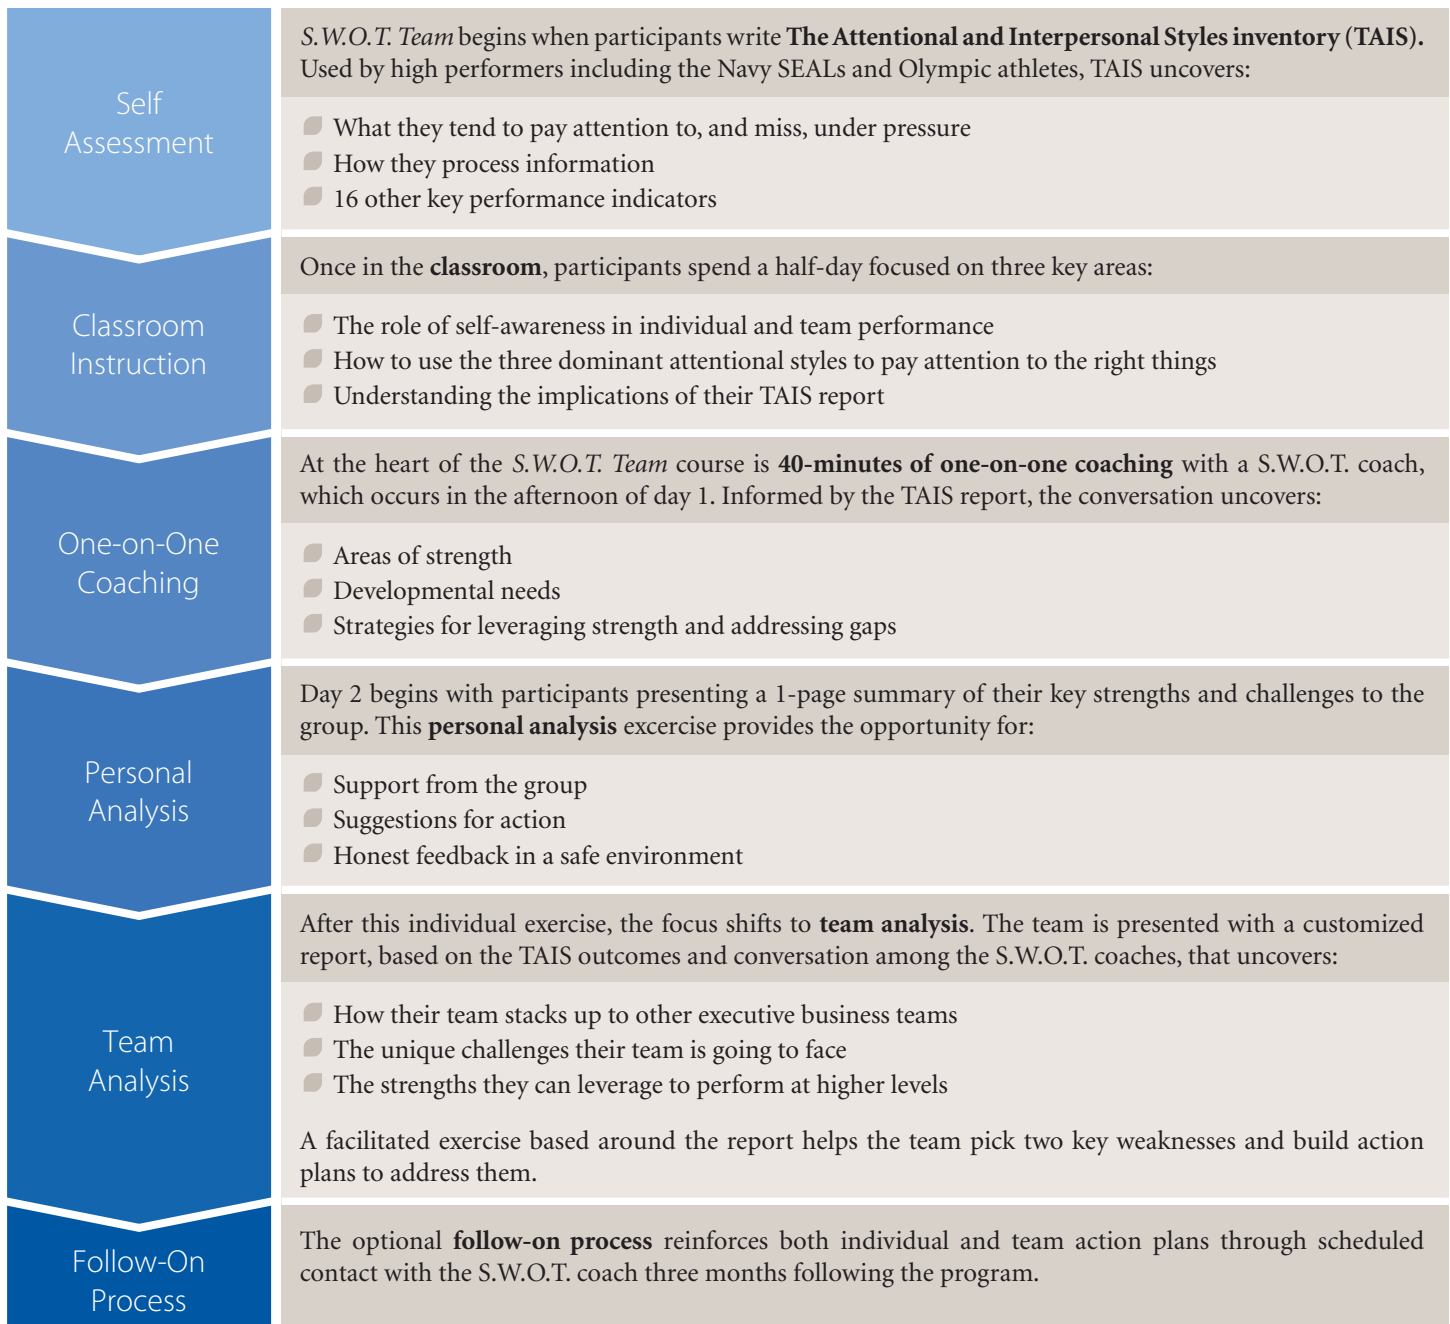 Self
Assessment
S.W.O.T. Team begins when participants write The Attentional and Interpersonal Styles inventory (TAIS).
Used by high performers including the Navy SEALs and Olympic athletes, TAIS uncovers:
What they tend to pay attention to, and miss, under pressure
How they process information
16 other key performance indicators
Classroom
Instruction
Once in the classroom, participants spend a half-day focused on three key areas:
The role of self-awareness in individual and team performance
How to use the three dominant attentional styles to pay attention to the right things
Understanding the implications of their TAIS report
One-on-One
Coaching
At the heart of the S.W.O.T. Team course is 40-minutes of one-on-one coaching with a S.W.O.T. coach,
which occurs in the afternoon of day 1. Informed by the TAIS report, the conversation uncovers:
Areas of strength
Developmental needs
Strategies for leveraging strength and addressing gaps
Personal
Analysis
Day 2 begins with participants presenting a 1-page summary of their key strengths and challenges to the
group. This personal analysis excercise provides the opportunity for:
Support from the group
Suggestions for action
Honest feedback in a safe environment
Team
Analysis
After this individual exercise, the focus shifts to team analysis. The team is presented with a customized
report, based on the TAIS outcomes and conversation among the S.W.O.T. coaches, that uncovers:
How their team stacks up to other executive business teams
The unique challenges their team is going to face
The strengths they can leverage to perform at higher levels
A facilitated exercise based around the report helps the team pick two key weaknesses and build action
plans to address them.
Follow-On
Process
The optional follow-on process reinforces both individual and team action plans through scheduled
contact with the S.W.O.T. coach three months following the program.